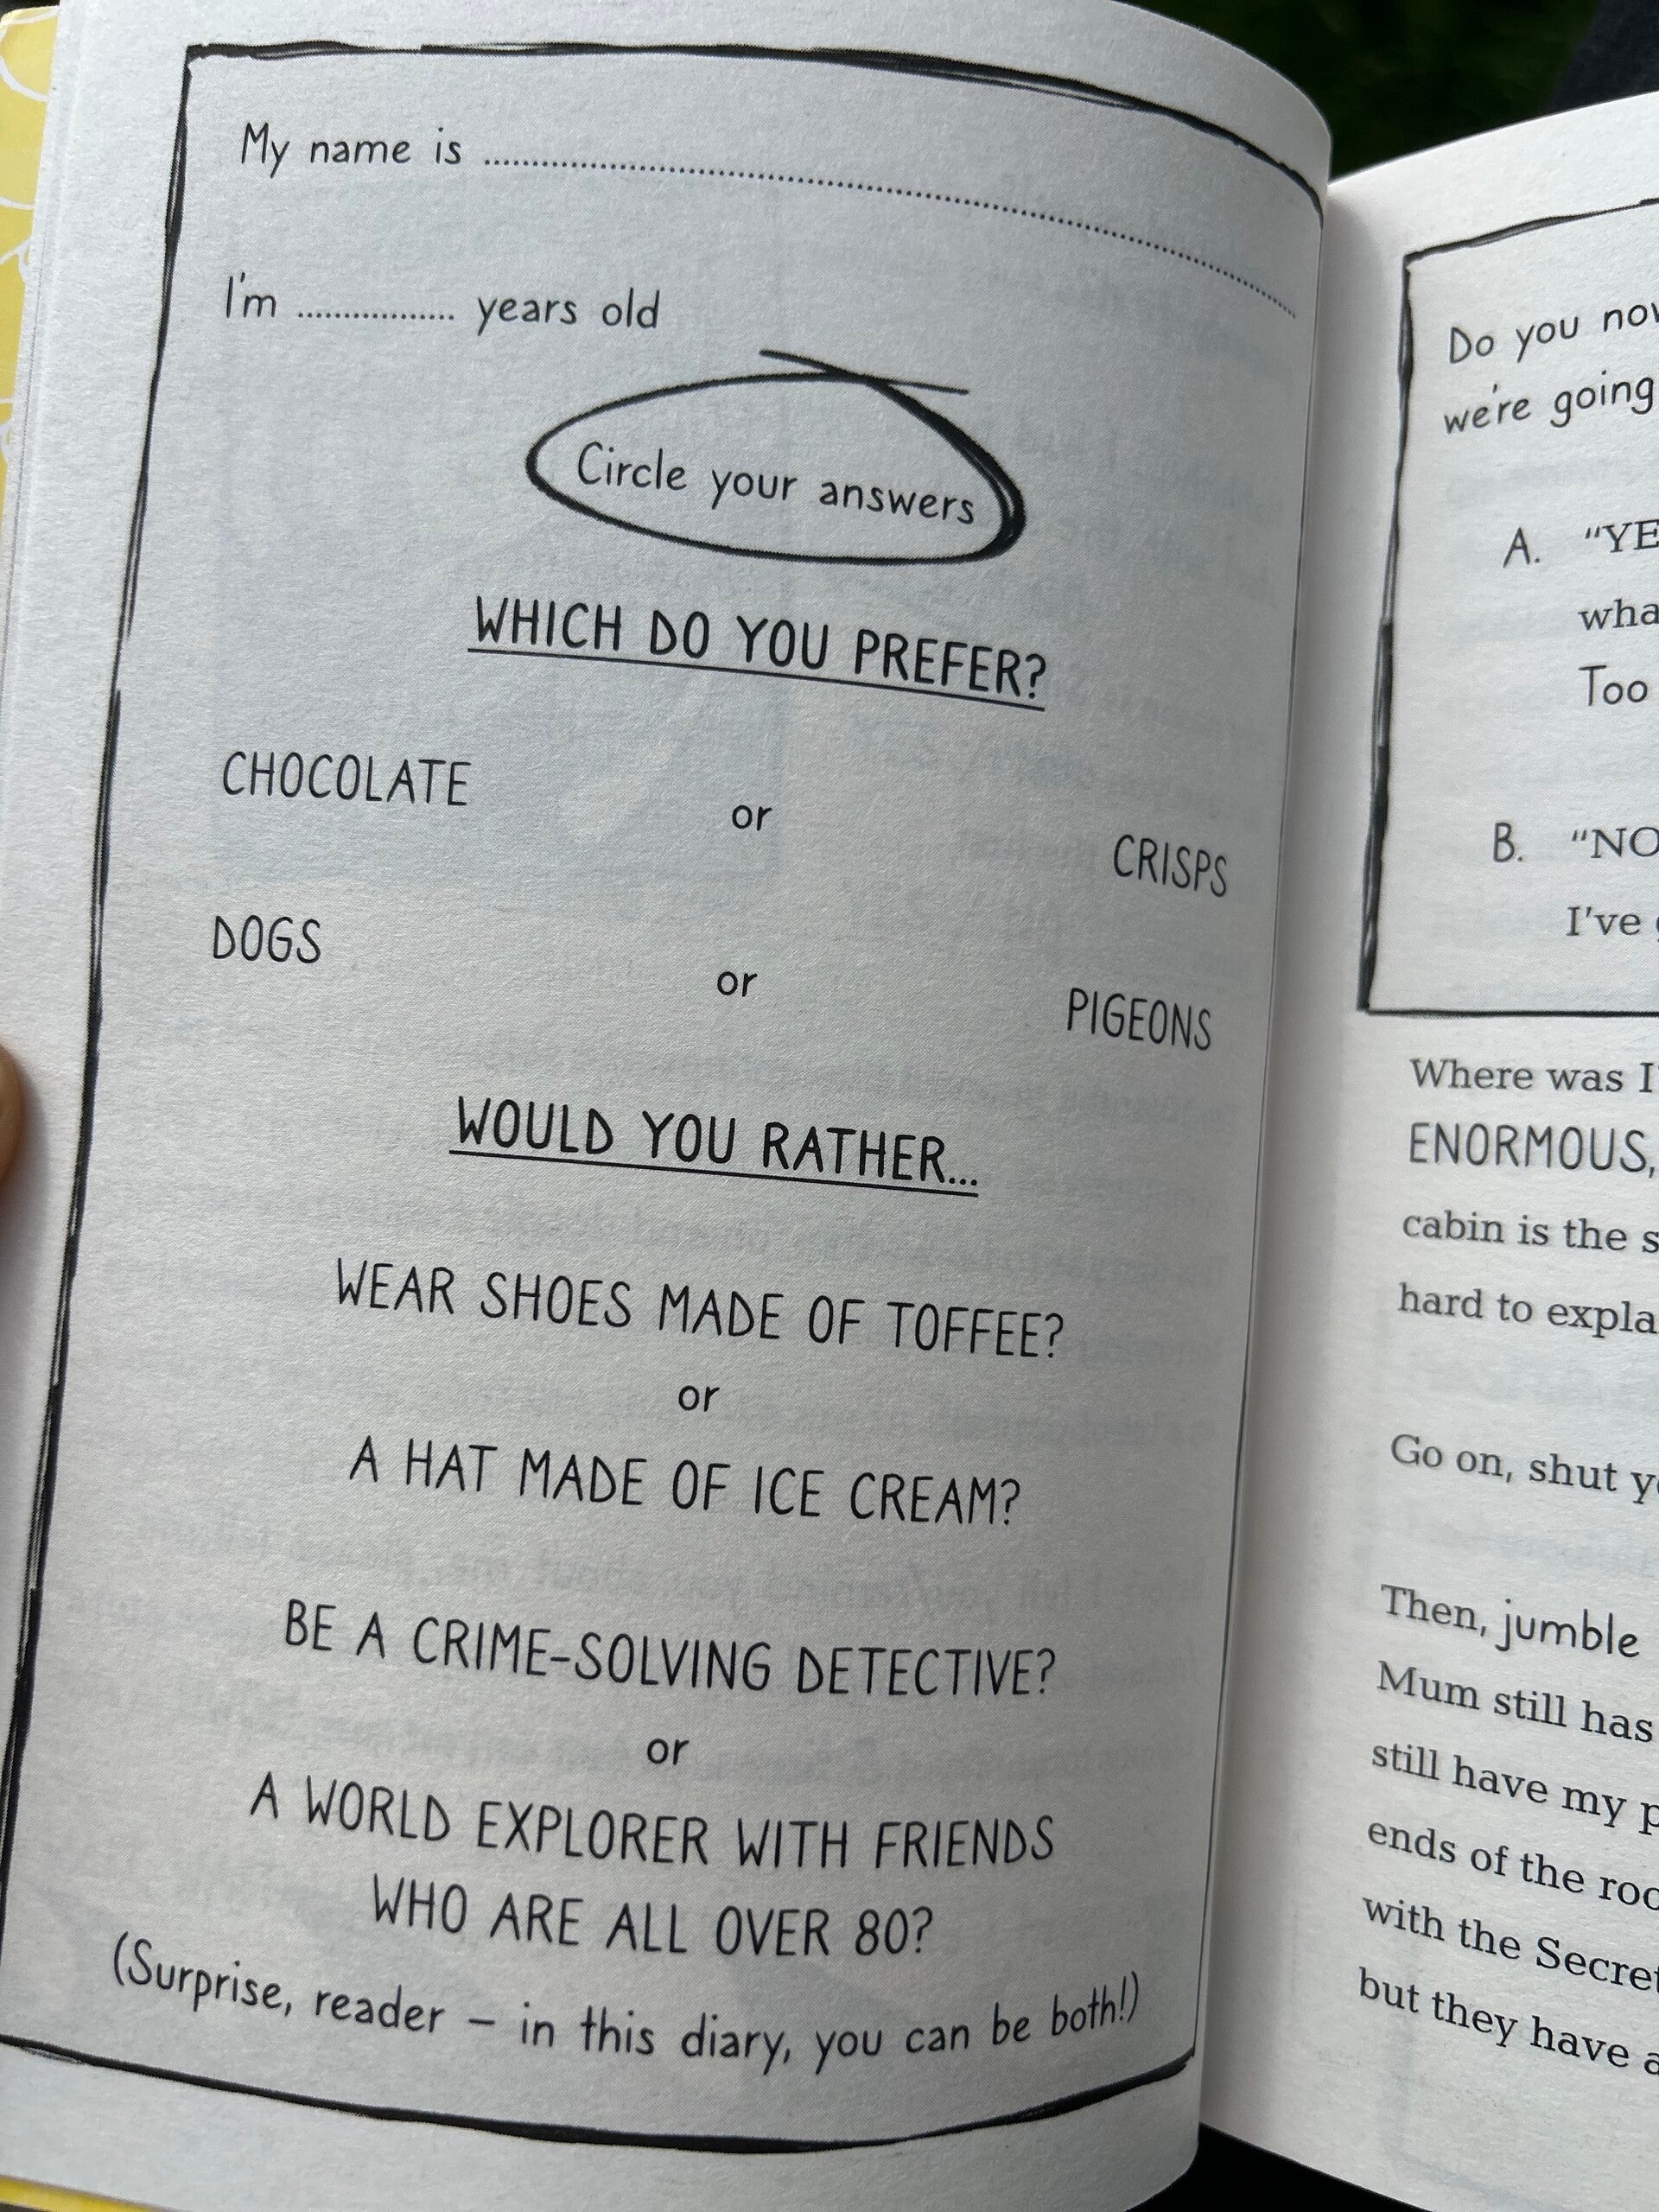 My name is ........................................
I'm ................. years old
Circle your answers
WHICH DO YOU PREFER?
CHOCOLATE or CRISPS
DOGS or PIGEONS
WOULD YOU RATHER...
WEAR SHOES MADE OF TOFFEE?
or
A HAT MADE OF ICE CREAM?
BE A CRIME-SOLVING DETECTIVE?
or
A WORLD EXPLORER WITH FRIENDS
WHO ARE ALL OVER 80?
(Surprise, reader – in this diary, you can be both!)
Do you
we're going
A.
Too
B. "NO
I've
Where was I
ENORMOUS,
cabin is the
hard to
Go on, shut
Then, jumble
Mum still has
still have my
ends of the
with the
but they have